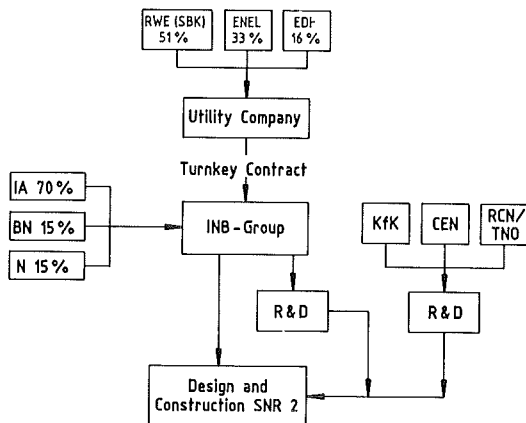 RWE (SBK)
51%
ENEL
33%
EDF
16%
Utility Company
Turnkey Contract
IA 70%
BN 15%
N 15%
INB-Group
KfK
CEN
RCN/
TNO
R&D
R&D
Design and
Construction SNR 2